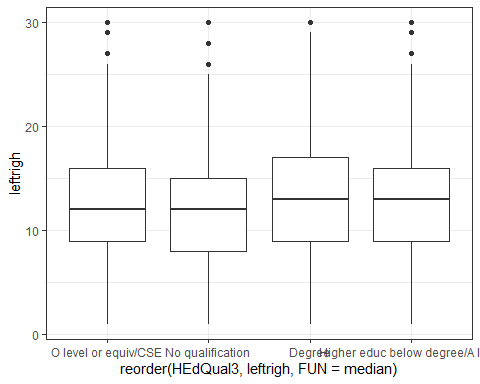 30
20
10
0
leftrigh
O level or equiv/CSE No qualification Degree Higher educ below degree/A l
reorder(HEdQual3, leftrigh, FUN = median)